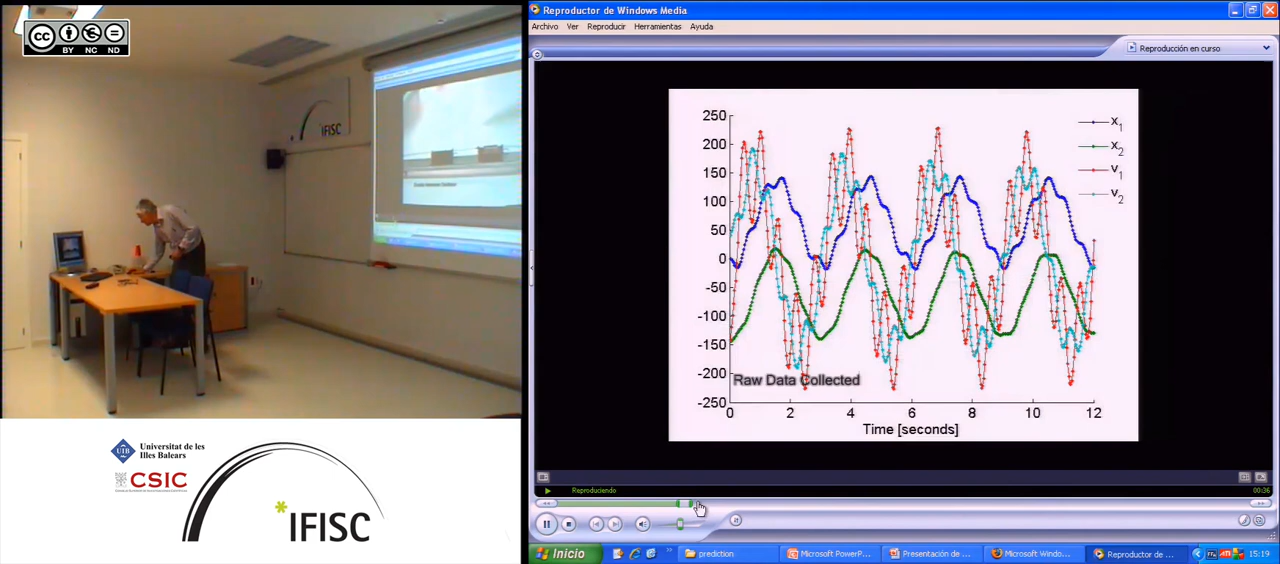 cc
BY NC ND
IFISC
Universitat de les
Illes Balears
UIB
CSIC
*IFISC
Reproductor de Windows Media
Archivo Ver Reproducir Herramientas Ayuda
Reproducción en curso
250
200
150
100
50
0
-50
-100
-150
-200
-250
x1
x2
v1
v2
Raw Data Collected
0 2 4 6 8 10 12
Time [seconds]
Reproduciendo
00:36
Inicio
prediction
Microsoft PowerP...
Presentación de ...
Microsoft Window...
Reproductor de ...
15:19